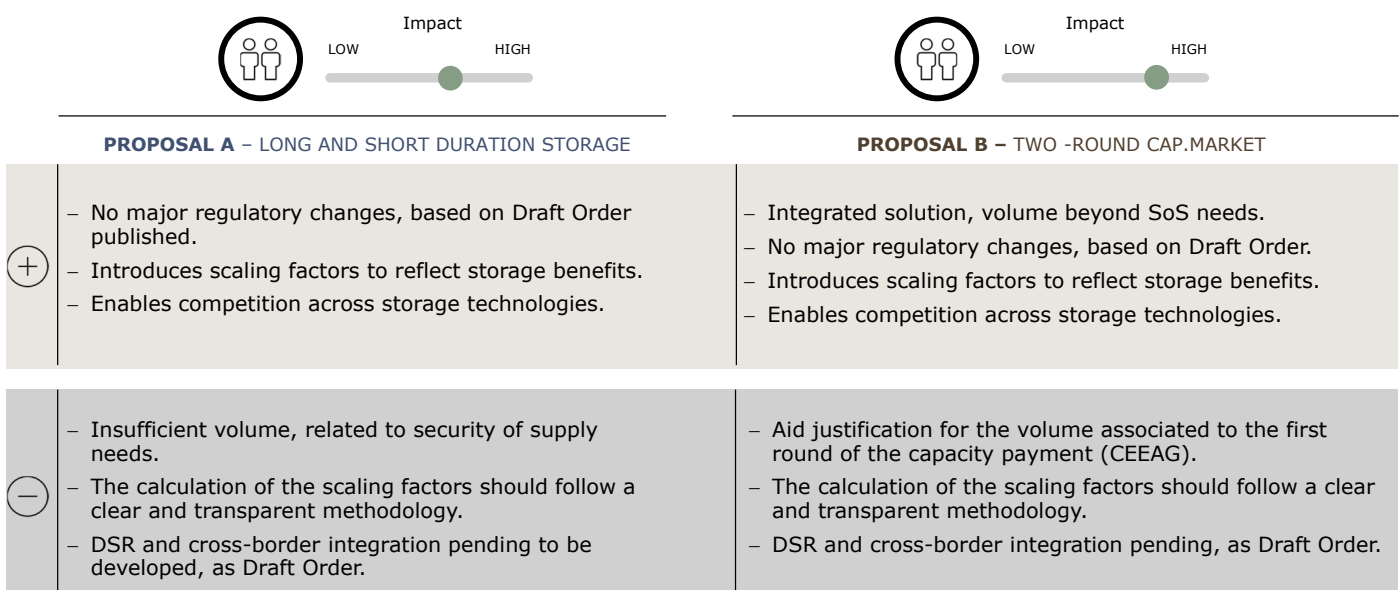 Impact
LOW
HIGH
PROPOSAL A – LONG AND SHORT DURATION STORAGE
– No major regulatory changes, based on Draft Order
published.
– Introduces scaling factors to reflect storage benefits.
– Enables competition across storage technologies.
– Insufficient volume, related to security of supply
needs.
– The calculation of the scaling factors should follow a
clear and transparent methodology.
– DSR and cross-border integration pending to be
developed, as Draft Order.
Impact
LOW
HIGH
PROPOSAL B – TWO -ROUND CAP.MARKET
– Integrated solution, volume beyond SoS needs.
– No major regulatory changes, based on Draft Order.
– Introduces scaling factors to reflect storage benefits.
– Enables competition across storage technologies.
– Aid justification for the volume associated to the first
round of the capacity payment (CEEAG).
– The calculation of the scaling factors should follow a clear
and transparent methodology.
– DSR and cross-border integration pending, as Draft Order.